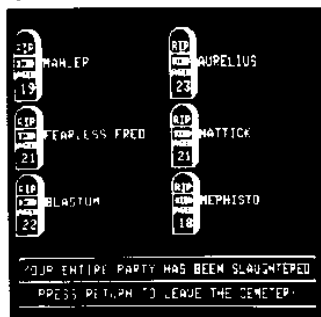 RIP RIP
MAHLER AURELIUS
19 23
RIP RIP
FEARLESS FRED MATTICK
21 21
RIP RIP
BLASTUM MEPHISTO
22 18
YOUR ENTIRE PARTY HAS BEEN SLAUGHTERED
PRESS RETURN TO LEAVE THE CEMETERY